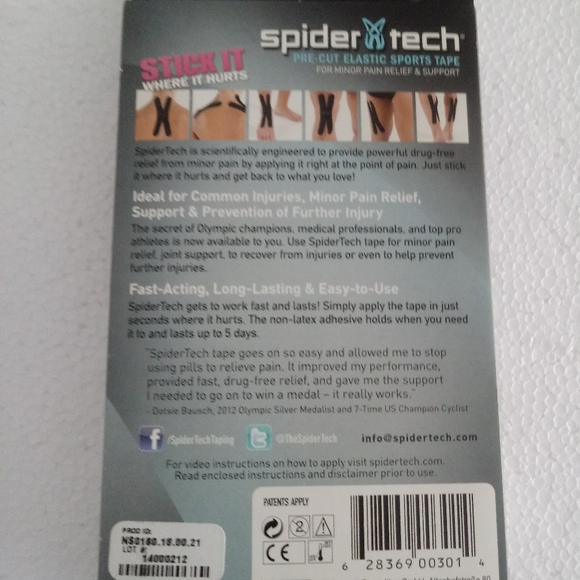 spider tech®
PRE-CUT ELASTIC SPORTS TAPE
FOR MINOR PAIN RELIEF & SUPPORT
STICK IT
WHERE IT HURTS
SpiderTech is scientifically engineered to provide powerful drug-free
relief from minor pain by applying it right at the point of pain. Just stick
it where it hurts and get back to what you love!
Ideal for Common Injuries, Minor Pain Relief,
Support & Prevention of Further Injury
The secret of Olympic champions, medical professionals, and top pro
athletes is now available to you. Use SpiderTech tape for minor pain
relief, joint support, to recover from injuries or even to help prevent
further injuries.
Fast-Acting, Long-Lasting & Easy-to-Use
SpiderTech gets to work fast and lasts! Simply apply the tape in just
seconds where it hurts. The non-latex adhesive holds when you need
it to and lasts up to 5 days.
"SpiderTech tape goes on so easy and allowed me to stop
using pills to relieve pain. It improved my performance,
provided fast, drug-free relief, and gave me the support
I needed to go on to win a medal – it really works."
- Dotsie Bausch, 2012 Olympic Silver Medalist and 7-Time US Champion Cyclist
f /SpiderTechTaping @TheSpiderTech info@spidertech.com
For video instructions on how to apply visit spidertech.com.
Read enclosed instructions and disclaimer prior to use.
PATENTS APPLY
2
CE
6 28369 00301 4
PROD ID:
NS0160.15.00.21
LOT #:
14000212